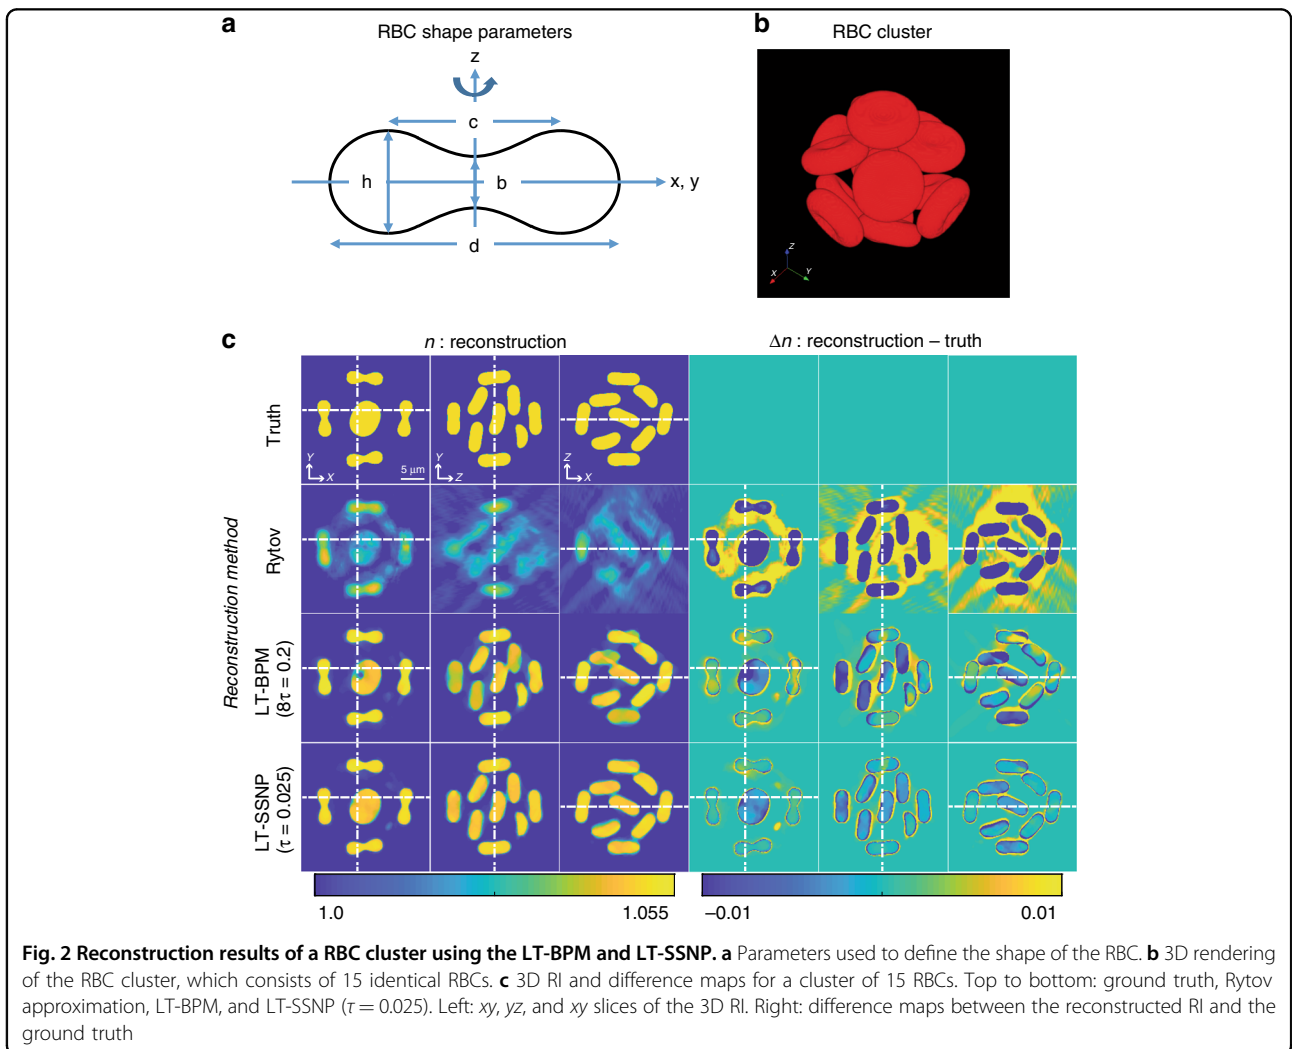 a
RBC shape parameters
z
c
h
b
x, y
d
b
RBC cluster
Z
X
Y
c
n : reconstruction
Δn : reconstruction – truth
Reconstruction method
Truth
Y
X
5 μm
Y
Z
Z
X
Rytov
LT-BPM
(8τ = 0.2)
LT-SSNP
(τ = 0.025)
1.0
1.055
–0.01
0.01
Fig. 2 Reconstruction results of a RBC cluster using the LT-BPM and LT-SSNP. a Parameters used to define the shape of the RBC. b 3D rendering
of the RBC cluster, which consists of 15 identical RBCs. c 3D RI and difference maps for a cluster of 15 RBCs. Top to bottom: ground truth, Rytov
approximation, LT-BPM, and LT-SSNP (τ = 0.025). Left: xy, yz, and xy slices of the 3D RI. Right: difference maps between the reconstructed RI and the
ground truth